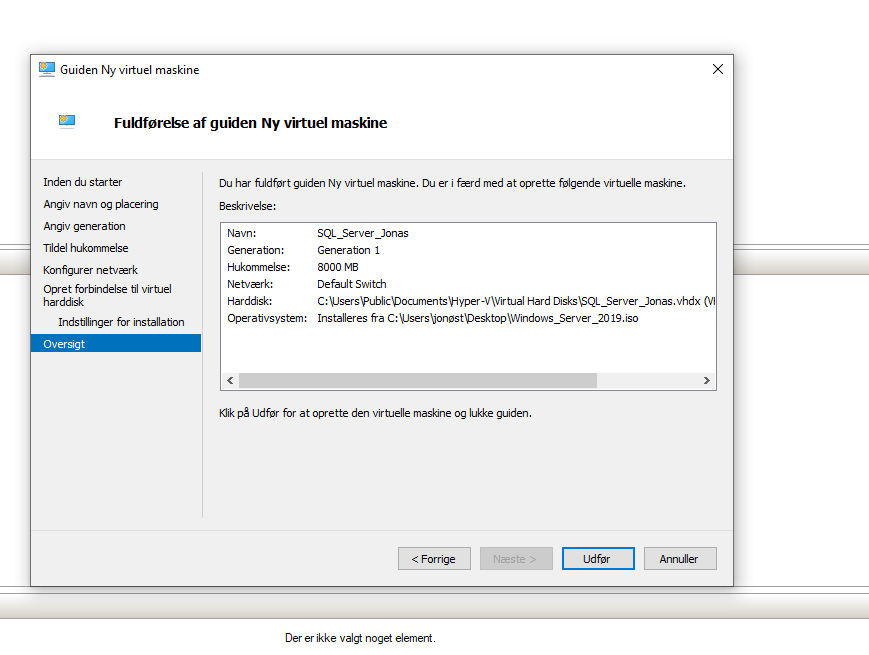 Guiden Ny virtuel maskine
Fuldførelse af guiden Ny virtuel maskine
Inden du starter
Angiv navn og placering
Angiv generation
Tildel hukommelse
Konfigurer netværk
Opret forbindelse til virtuel
harddisk
Indstillinger for installation
Oversigt
Du har fuldført guiden Ny virtuel maskine. Du er i færd med at oprette følgende virtuelle maskine.
Beskrivelse:
Navn: SQL_Server_Jonas
Generation: Generation 1
Hukommelse: 8000 MB
Netværk: Default Switch
Harddisk: C:\Users\Public\Documents\Hyper-V\Virtual Hard Disks\SQL_Server_Jonas.vhdx
Operativsystem: Installeres fra C:\Users\jonøst\Desktop\Windows_Server_2019.iso
Klik på Udfør for at oprette den virtuelle maskine og lukke guiden.
< Forrige Næste > Udfør Annuller
Der er ikke valgt noget element.